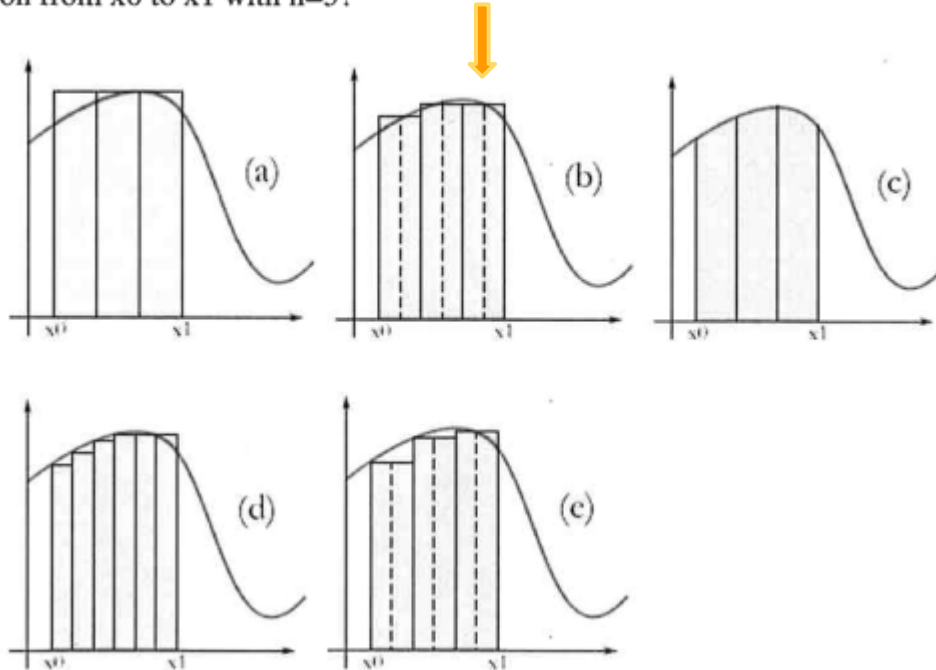 on from x0 to x1 with n=3?
(a)
(b)
(c)
x0 x1
x0 x1
x0 x1
(d)
(e)
x0 x1
x0 x1